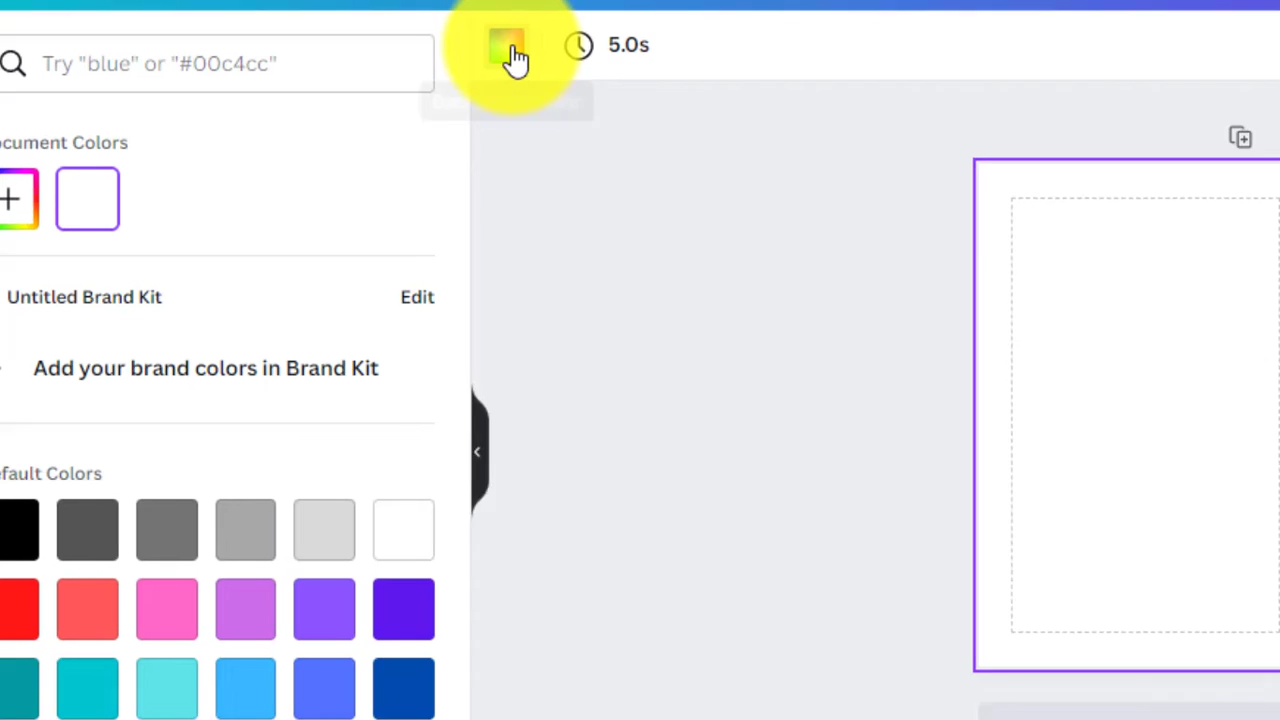 Try "blue" or "#00c4cc"
5.0s
ocument Colors
Untitled Brand Kit
Edit
Add your brand colors in Brand Kit
efault Colors